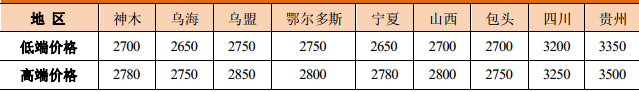 地 区 神木 乌海 乌盟 鄂尔多斯 宁夏 山西 包头 四川 贵州
低端价格 2700 2650 2750 2750 2650 2700 2700 3200 3350
高端价格 2780 2750 2850 2800 2780 2800 2750 3250 3500